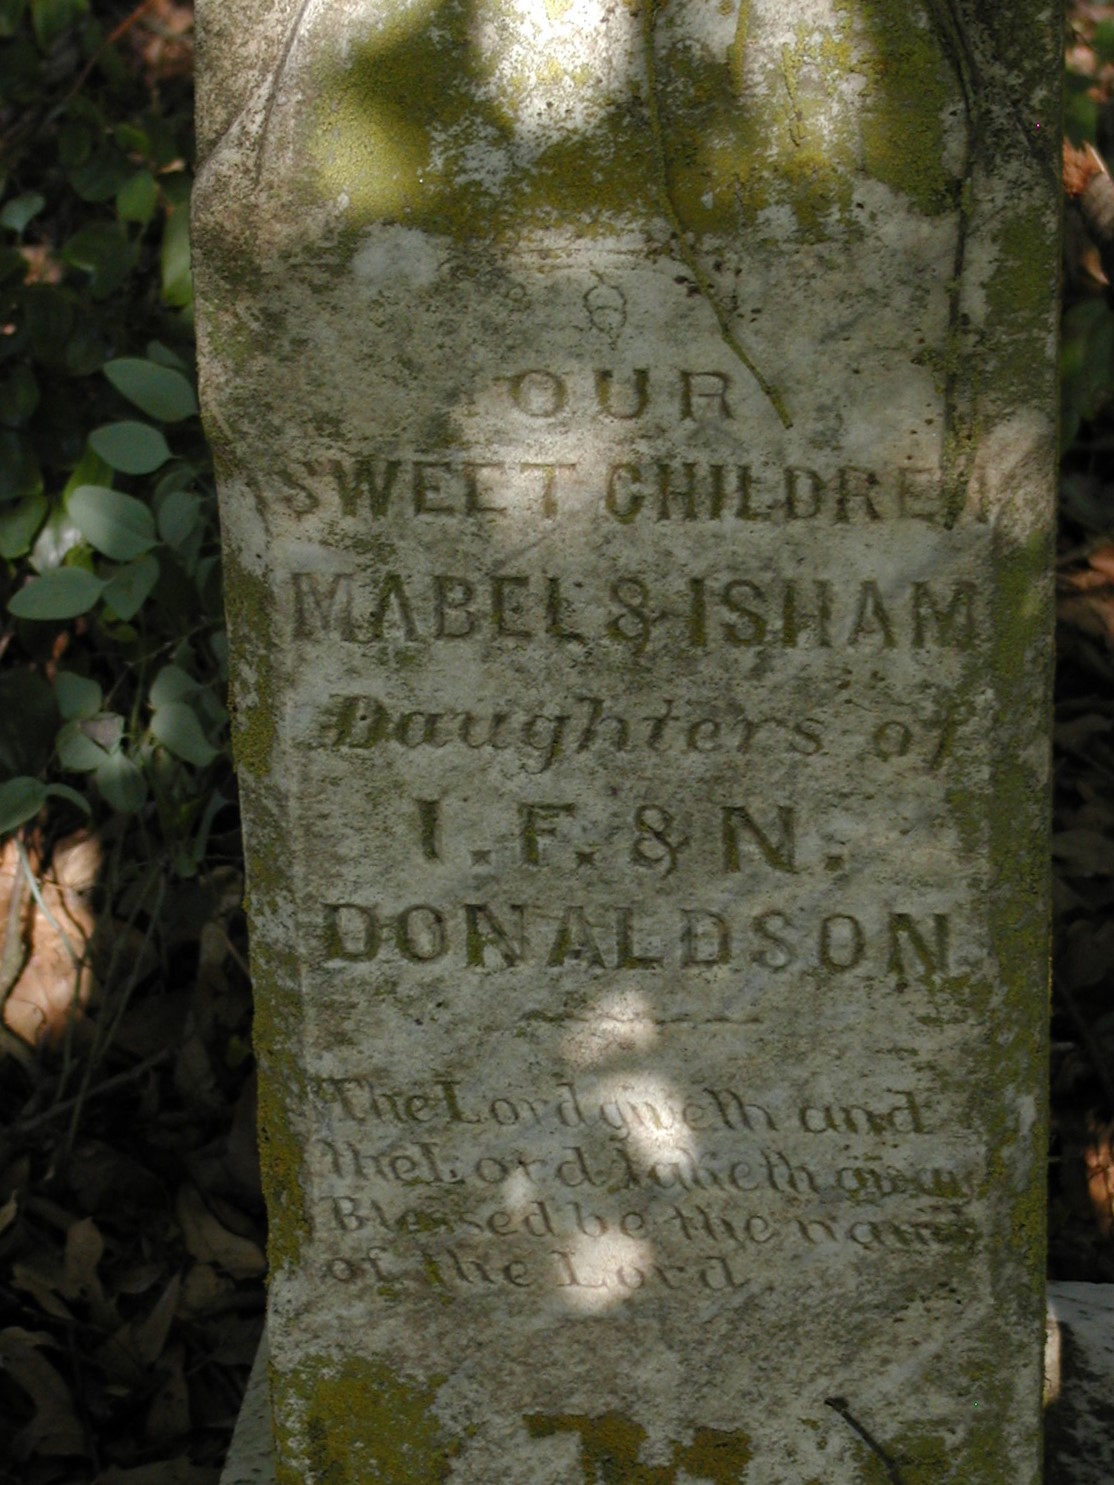 OUR
SWEET CHILDREN
MABEL & ISHAM
Daughters of
I. F. & N.
DONALDSON
The Lord giveth and
the Lord taketh away
Blessed be the name
of the Lord